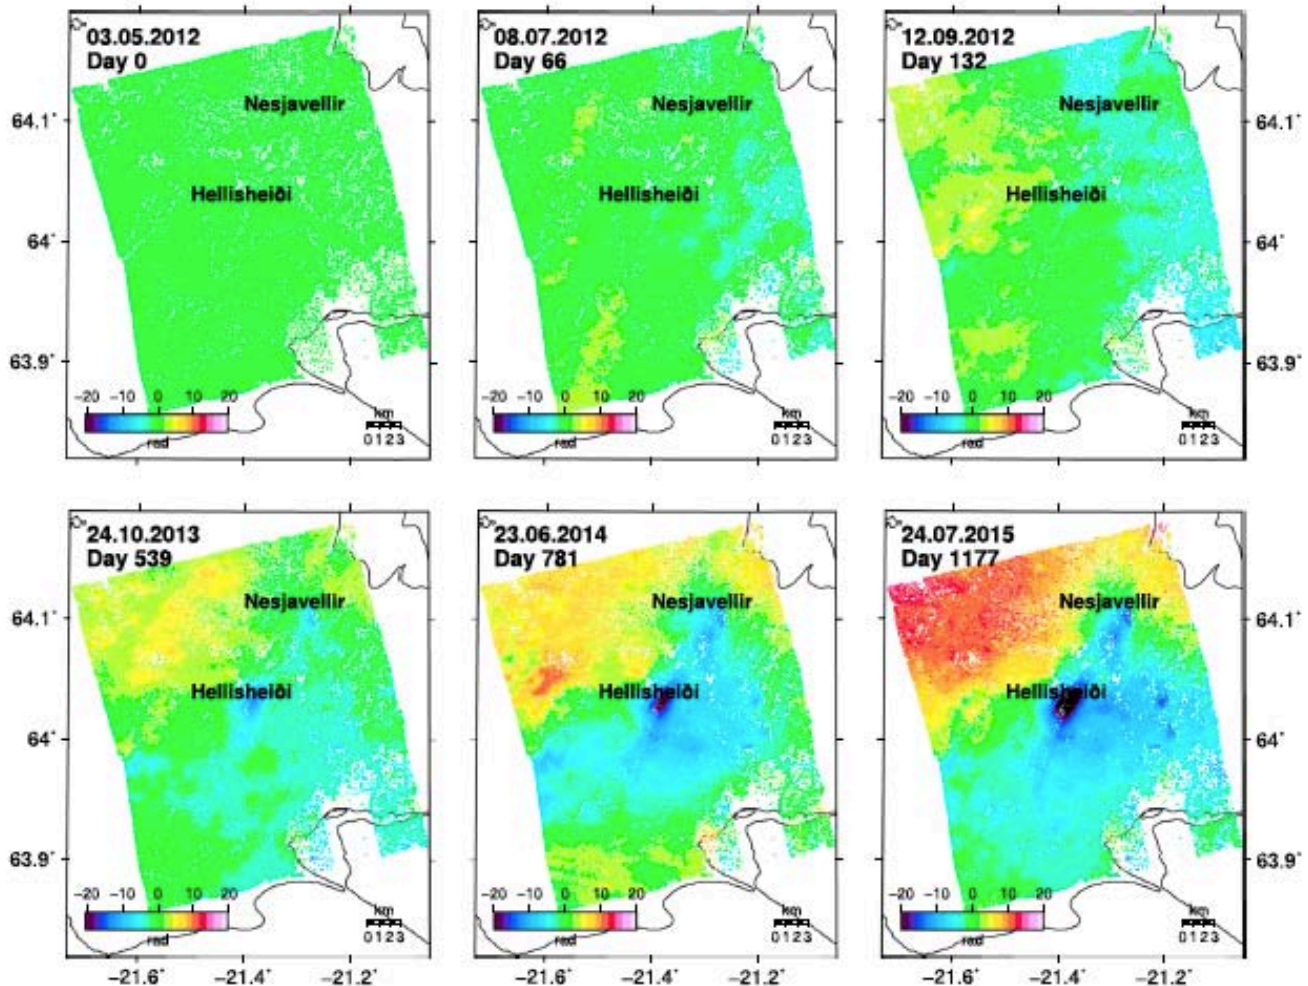 03.05.2012
Day 0
Nesjavellir
Hellisheiði
-20 -10 0 10 20
rad
km
0 1 2 3
08.07.2012
Day 66
Nesjavellir
Hellisheiði
-20 -10 0 10 20
rad
km
0 1 2 3
12.09.2012
Day 132
Nesjavellir
Hellisheiði
-20 -10 0 10 20
rad
km
0 1 2 3
64.1°
64°
63.9°
64.1°
64°
63.9°
24.10.2013
Day 539
Nesjavellir
Hellisheiði
-20 -10 0 10 20
rad
km
0 1 2 3
23.06.2014
Day 781
Nesjavellir
Hellisheiði
-20 -10 0 10 20
rad
km
0 1 2 3
24.07.2015
Day 1177
Nesjavellir
Hellisheiði
-20 -10 0 10 20
rad
km
0 1 2 3
64.1°
64°
63.9°
64.1°
64°
63.9°
-21.6° -21.4° -21.2°
-21.6° -21.4° -21.2°
-21.6° -21.4° -21.2°